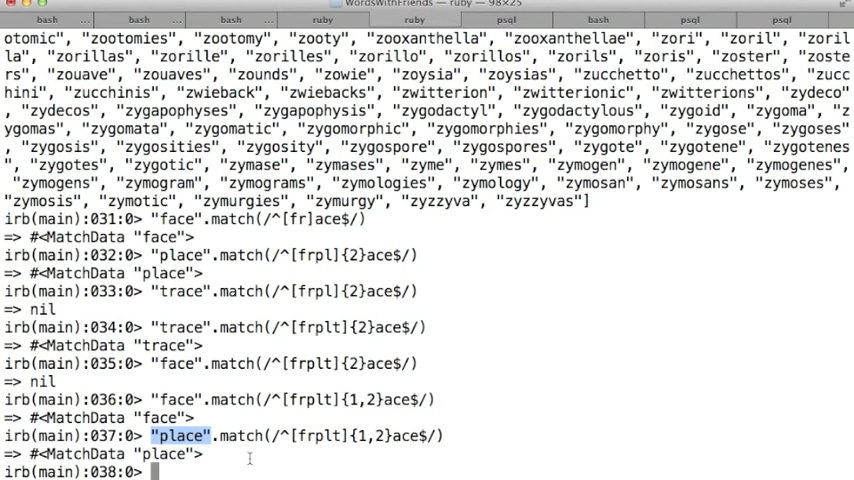 WordsWithFriends — ruby — 98×25
bash ... bash ... bash ... ruby ruby psql bash psql psql
otomic", "zootomies", "zootomy", "zooty", "zooxanthella", "zooxanthellae", "zori", "zoril", "zoril
la", "zorillas", "zorille", "zorilles", "zorillo", "zorillos", "zorils", "zoris", "zoster", "zoste
rs", "zouave", "zouaves", "zounds", "zowie", "zoysia", "zoysias", "zucchetto", "zucchettos", "zucc
hini", "zucchinis", "zwieback", "zwiebacks", "zwitterion", "zwitterionic", "zwitterions", "zydeco"
, "zydecos", "zygapophyses", "zygapophysis", "zygodactyl", "zygodactylous", "zygoid", "zygoma", "z
ygomas", "zygomata", "zygomatic", "zygomorphic", "zygomorphies", "zygomorphy", "zygose", "zygoses"
, "zygosis", "zygosities", "zygosity", "zygospore", "zygospores", "zygote", "zygotene", "zygotenes
", "zygotes", "zygotic", "zymase", "zymases", "zyme", "zymes", "zymogen", "zymogene", "zymogenes",
"zymogens", "zymogram", "zymograms", "zymologies", "zymology", "zymosan", "zymosans", "zymoses",
"zymosis", "zymotic", "zymurgies", "zymurgy", "zyzzyva", "zyzzyvas"]
irb(main):031:0> "face".match(/^[fr]ace$/)
=> #<MatchData "face">
irb(main):032:0> "place".match(/^[frpl]{2}ace$/)
=> #<MatchData "place">
irb(main):033:0> "trace".match(/^[frpl]{2}ace$/)
=> nil
irb(main):034:0> "trace".match(/^[frplt]{2}ace$/)
=> #<MatchData "trace">
irb(main):035:0> "face".match(/^[frpl]{2}ace$/)
=> nil
irb(main):036:0> "face".match(/^[frplt]{1,2}ace$/)
=> #<MatchData "face">
irb(main):037:0> "place".match(/^[frplt]{1,2}ace$/)
=> #<MatchData "place">
irb(main):038:0>